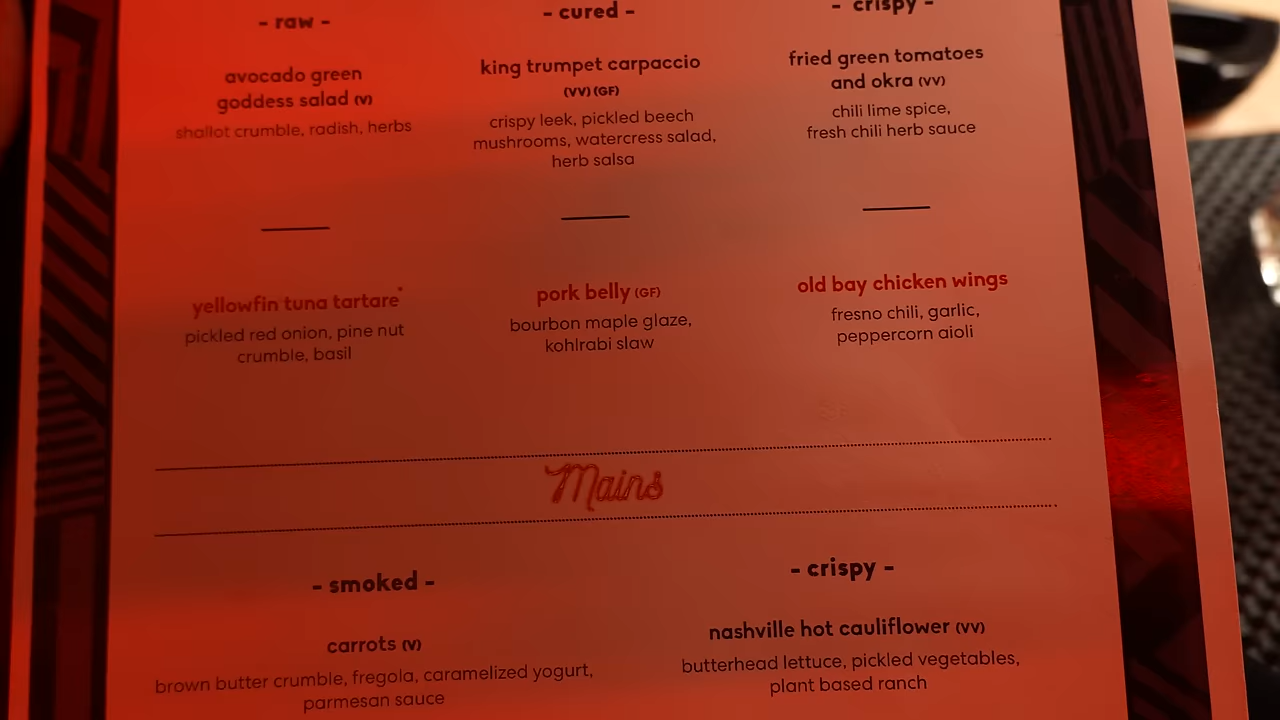 - raw -
avocado green
goddess salad (V)
shallot crumble, radish, herbs
yellowfin tuna tartare*
pickled red onion, pine nut
crumble, basil
- cured -
king trumpet carpaccio
(VV) (GF)
crispy leek, pickled beech
mushrooms, watercress salad,
herb salsa
pork belly (GF)
bourbon maple glaze,
kohlrabi slaw
- crispy -
fried green tomatoes
and okra (VV)
chili lime spice,
fresh chili herb sauce
old bay chicken wings
fresno chili, garlic,
peppercorn aioli
Mains
- smoked -
carrots (V)
brown butter crumble, fregola, caramelized yogurt,
parmesan sauce
- crispy -
nashville hot cauliflower (VV)
butterhead lettuce, pickled vegetables,
plant based ranch